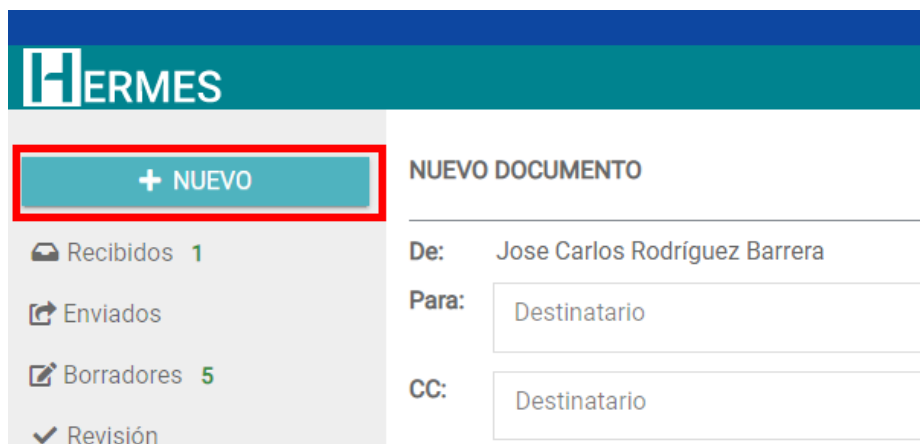 HERMES
+ NUEVO
Recibidos 1
Enviados
Borradores 5
Revisión
NUEVO DOCUMENTO
De: Jose Carlos Rodríguez Barrera
Para: Destinatario
CC: Destinatario